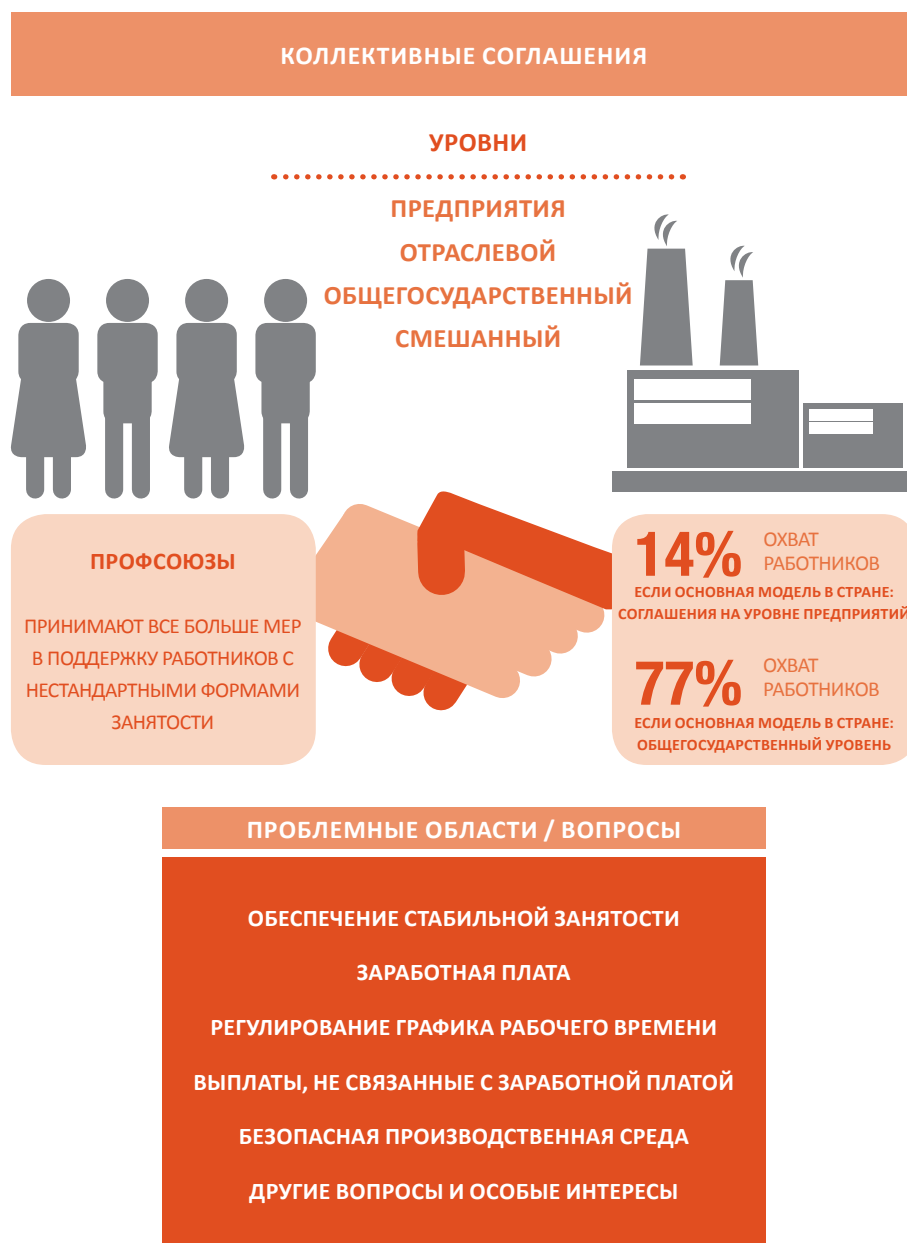 КОЛЛЕКТИВНЫЕ СОГЛАШЕНИЯ
УРОВНИ
ПРЕДПРИЯТИЯ
ОТРАСЛЕВОЙ
ОБЩЕГОСУДАРСТВЕННЫЙ
СМЕШАННЫЙ
ПРОФСОЮЗЫ
ПРИНИМАЮТ ВСЕ БОЛЬШЕ МЕР
В ПОДДЕРЖКУ РАБОТНИКОВ С
НЕСТАНДАРТНЫМИ ФОРМАМИ
ЗАНЯТОСТИ
14% ОХВАТ
РАБОТНИКОВ
ЕСЛИ ОСНОВНАЯ МОДЕЛЬ В СТРАНЕ:
СОГЛАШЕНИЯ НА УРОВНЕ ПРЕДПРИЯТИЙ
77% ОХВАТ
РАБОТНИКОВ
ЕСЛИ ОСНОВНАЯ МОДЕЛЬ В СТРАНЕ:
ОБЩЕГОСУДАРСТВЕННЫЙ УРОВЕНЬ
ПРОБЛЕМНЫЕ ОБЛАСТИ / ВОПРОСЫ
ОБЕСПЕЧЕНИЕ СТАБИЛЬНОЙ ЗАНЯТОСТИ
ЗАРАБОТНАЯ ПЛАТА
РЕГУЛИРОВАНИЕ ГРАФИКА РАБОЧЕГО ВРЕМЕНИ
ВЫПЛАТЫ, НЕ СВЯЗАННЫЕ С ЗАРАБОТНОЙ ПЛАТОЙ
БЕЗОПАСНАЯ ПРОИЗВОДСТВЕННАЯ СРЕДА
ДРУГИЕ ВОПРОСЫ И ОСОБЫЕ ИНТЕРЕСЫ